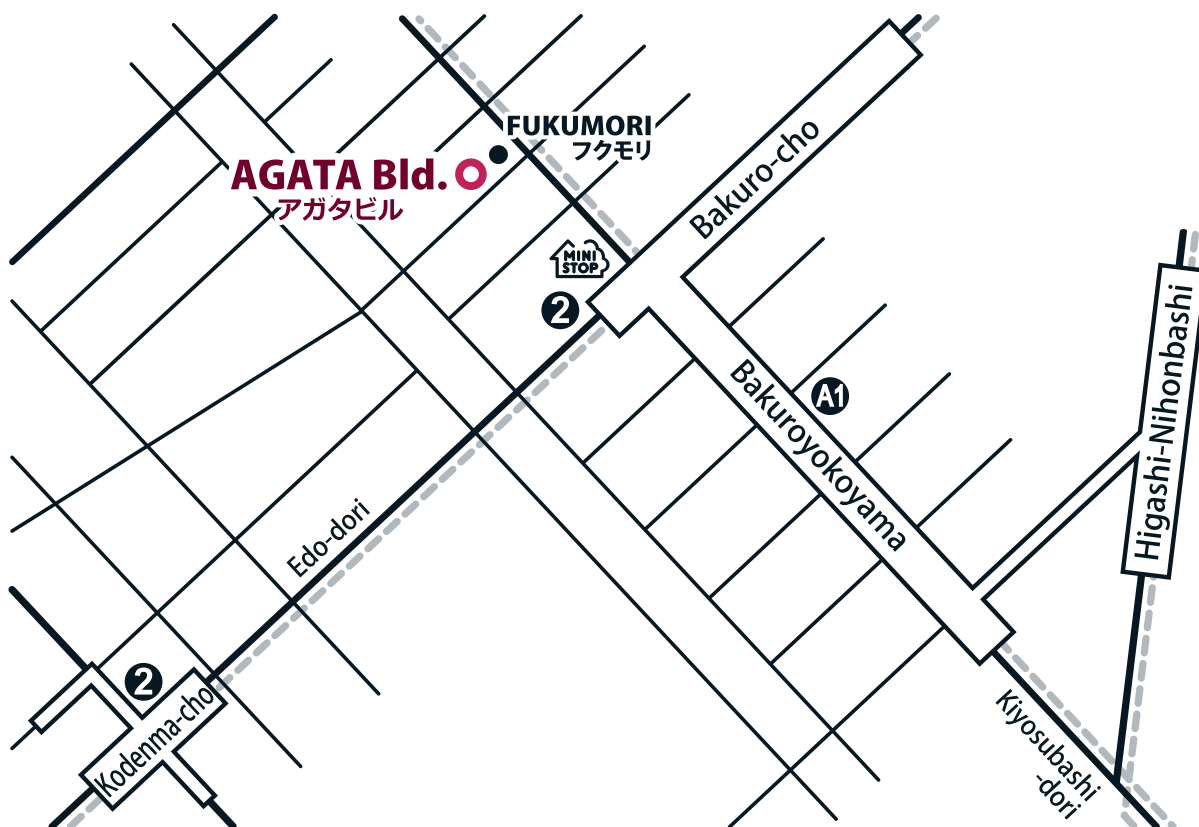 FUKUMORI
フクモリ
AGATA Bld.
アガタビル
Bakuro-cho
MINI
STOP
2
Bakuroyokoyama
A1
Higashi-Nihonbashi
Edo-dori
2
Kodenma-cho
Kiyosubashi
-dori